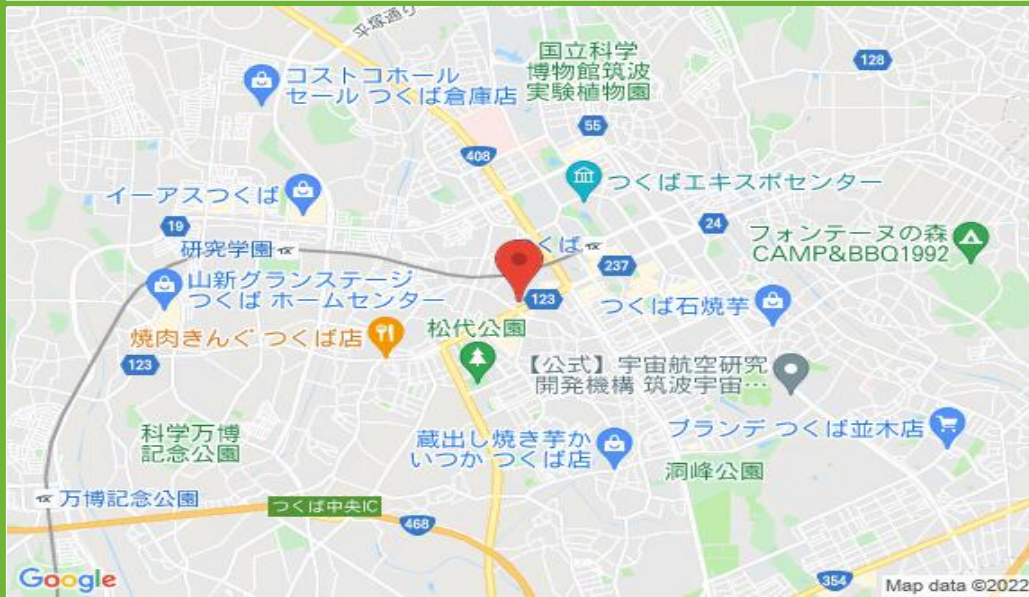 平塚通り
国立科学
博物館筑波
実験植物園
128
コストコホール
セール つくば倉庫店
55
408
つくばエキスポセンター
イーアスつくば
19
24
フォンテーヌの森
CAMP&BBQ1992
研究学園
くば
237
山新グランステージ
つくば ホームセンター
123
つくば石焼芋
松代公園
焼肉きんぐ つくば店
123
【公式】宇宙航空研究
開発機構 筑波宇宙…
科学万博
記念公園
蔵出し焼き芋か
いつか つくば店
ブランデ つくば並木店
洞峰公園
万博記念公園
つくば中央IC
468
354
Google
Map data ©2022